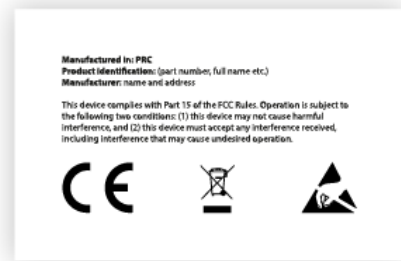 Manufactured in: PRC
Product identification: (part number, full name etc.)
Manufacturer: name and address
This device complies with Part 15 of the FCC Rules. Operation is subject to
the following two conditions: (1) this device may not cause harmful
interference, and (2) this device must accept any interference received,
including interference that may cause undesired operation.
CE